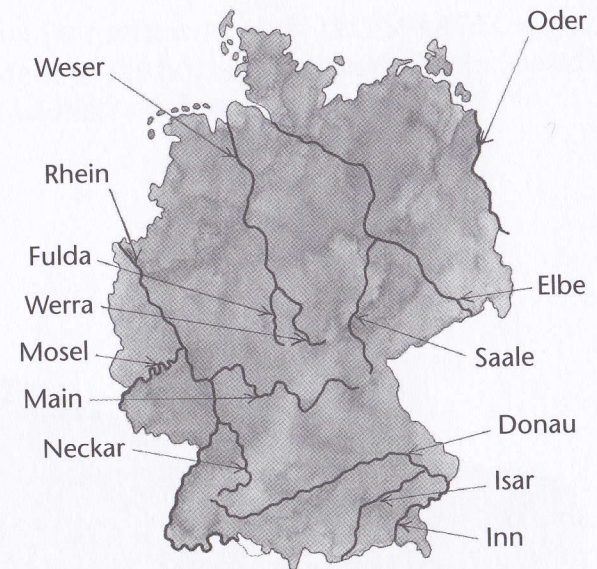 Oder
Weser
Rhein
Fulda
Elbe
Werra
Mosel
Saale
Main
Donau
Neckar
Isar
Inn